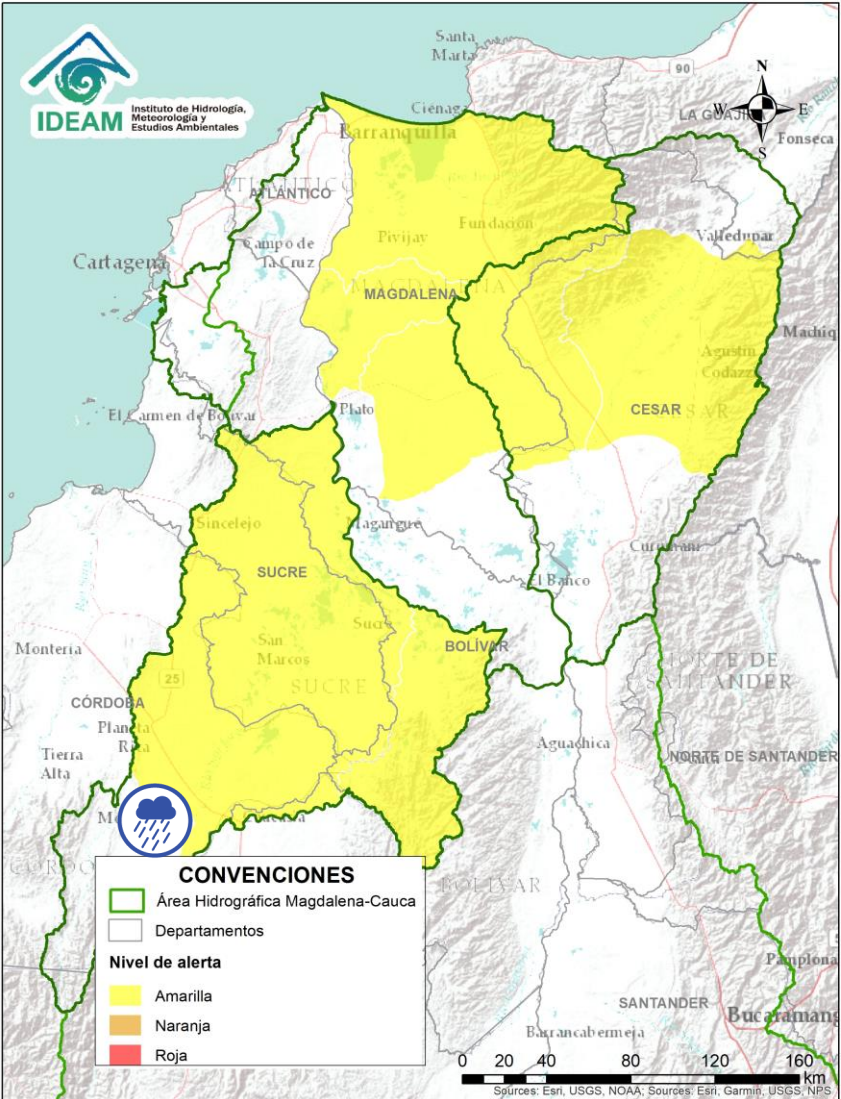 IDEAM
Instituto de Hidrología,
Meteorología y
Estudios Ambientales
Santa
Marta
90
N
W
E
S
Ciénaga
LA GUAJIRA
Fonseca
Barranquilla
ATLÁNTICO
Fundación
Pivijay
Valledupar
Campo de
la Cruz
Cartagena
MAGDALENA
MAGDALENA
Agustín
Codazzi
CESAR
CESAR
El Carmen de Bolívar
Plato
Sincelejo
Magangue
SUCRE
El Banco
Sucre
San
Marcos
BOLÍVAR
Montería
SUCRE
NORTE DE
SANTANDER
25
CÓRDOBA
Planeta
Rica
Aguachica
Tierra
Alta
NORTE DE SANTANDER
BOLÍVAR
CONVENCIONES
Área Hidrográfica Magdalena-Cauca
Departamentos
Nivel de alerta
Amarilla
Naranja
Roja
Pamplona
SANTANDER
Bucaramang
Barrancabermeja
0 20 40 80 120 160
km
Sources: Esri, USGS, NOAA; Sources: Esri, Garmin, USGS, NPS